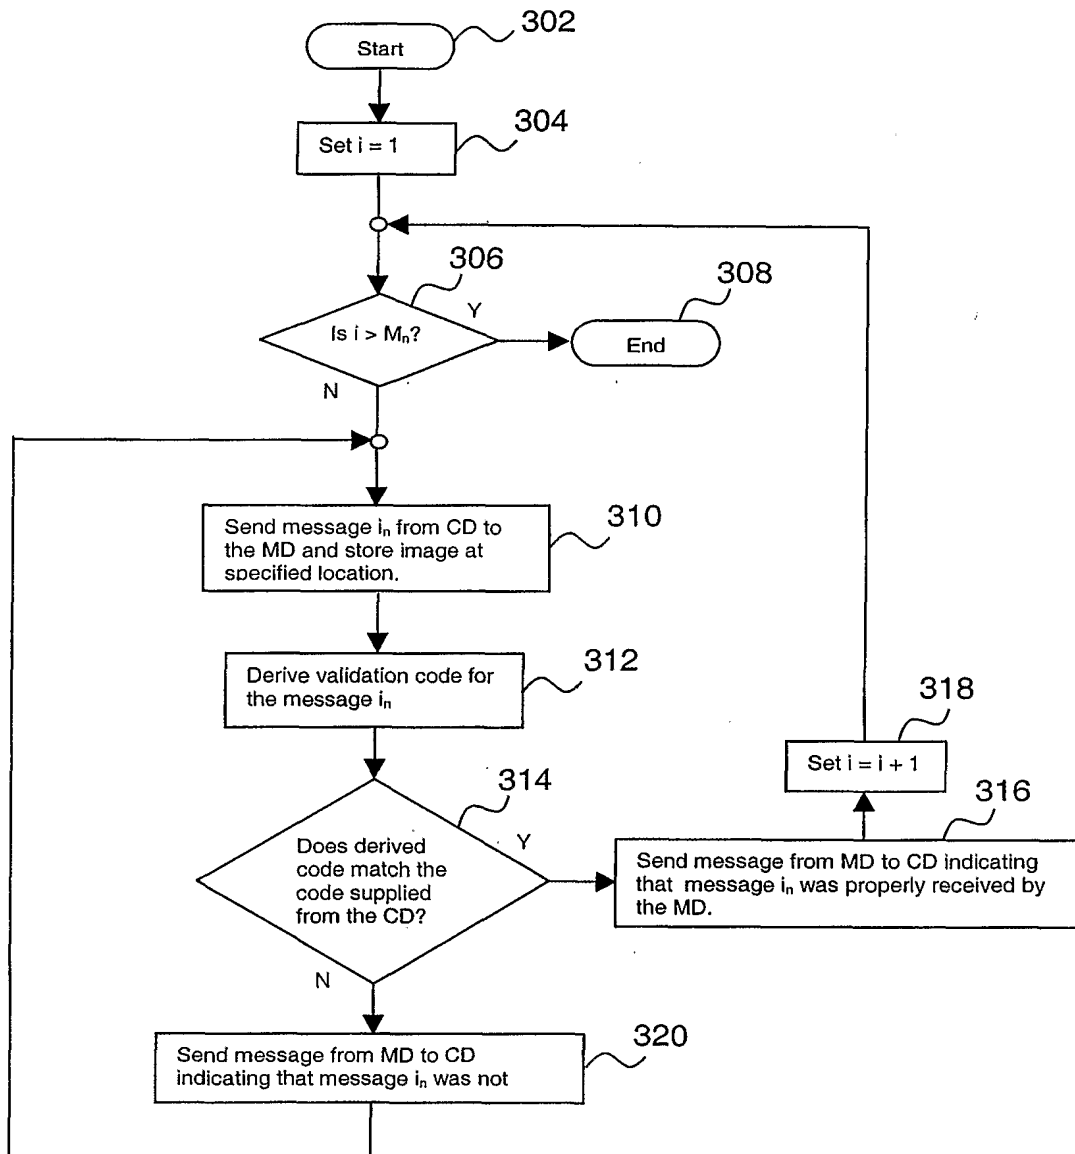 302
Start
304
Set i = 1
306
308
Y
Is i > Mₙ?
End
N
310
Send message iₙ from CD to
the MD and store image at
specified location.
312
Derive validation code for
the message iₙ
318
Set i = i + 1
314
316
Y
Does derived
code match the
code supplied
from the CD?
Send message from MD to CD indicating
that message iₙ was properly received by
the MD.
N
320
Send message from MD to CD
indicating that message iₙ was not